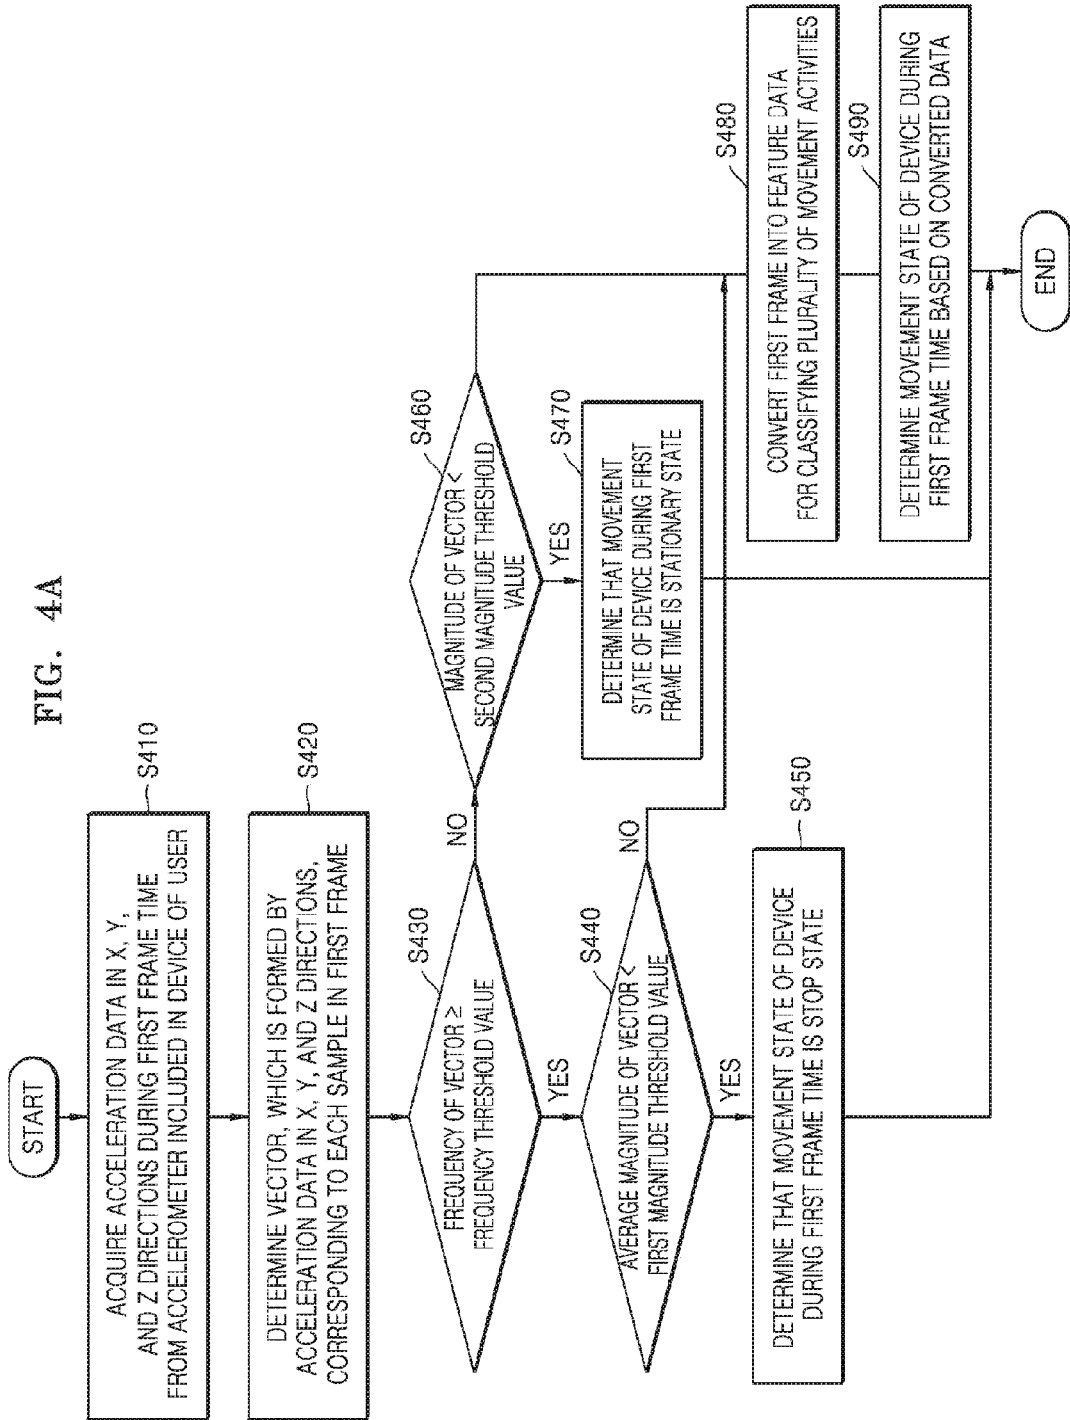 FIG. 4A
START
ACQUIRE ACCELERATION DATA IN X, Y,
AND Z DIRECTIONS DURING FIRST FRAME TIME
FROM ACCELEROMETER INCLUDED IN DEVICE OF USER
S410
DETERMINE VECTOR, WHICH IS FORMED BY
ACCELERATION DATA IN X, Y, AND Z DIRECTIONS,
CORRESPONDING TO EACH SAMPLE IN FIRST FRAME
S420
FREQUENCY OF VECTOR ≥
FREQUENCY THRESHOLD VALUE
S430
NO
YES
AVERAGE MAGNITUDE OF VECTOR <
FIRST MAGNITUDE THRESHOLD VALUE
S440
NO
YES
DETERMINE THAT MOVEMENT STATE OF DEVICE
DURING FIRST FRAME TIME IS STOP STATE
S450
MAGNITUDE OF VECTOR <
SECOND MAGNITUDE THRESHOLD
VALUE
S460
YES
DETERMINE THAT MOVEMENT
STATE OF DEVICE DURING FIRST
FRAME TIME IS STATIONARY STATE
S470
CONVERT FIRST FRAME INTO FEATURE DATA
FOR CLASSIFYING PLURALITY OF MOVEMENT ACTIVITIES
S480
DETERMINE MOVEMENT STATE OF DEVICE DURING
FIRST FRAME TIME BASED ON CONVERTED DATA
S490
END